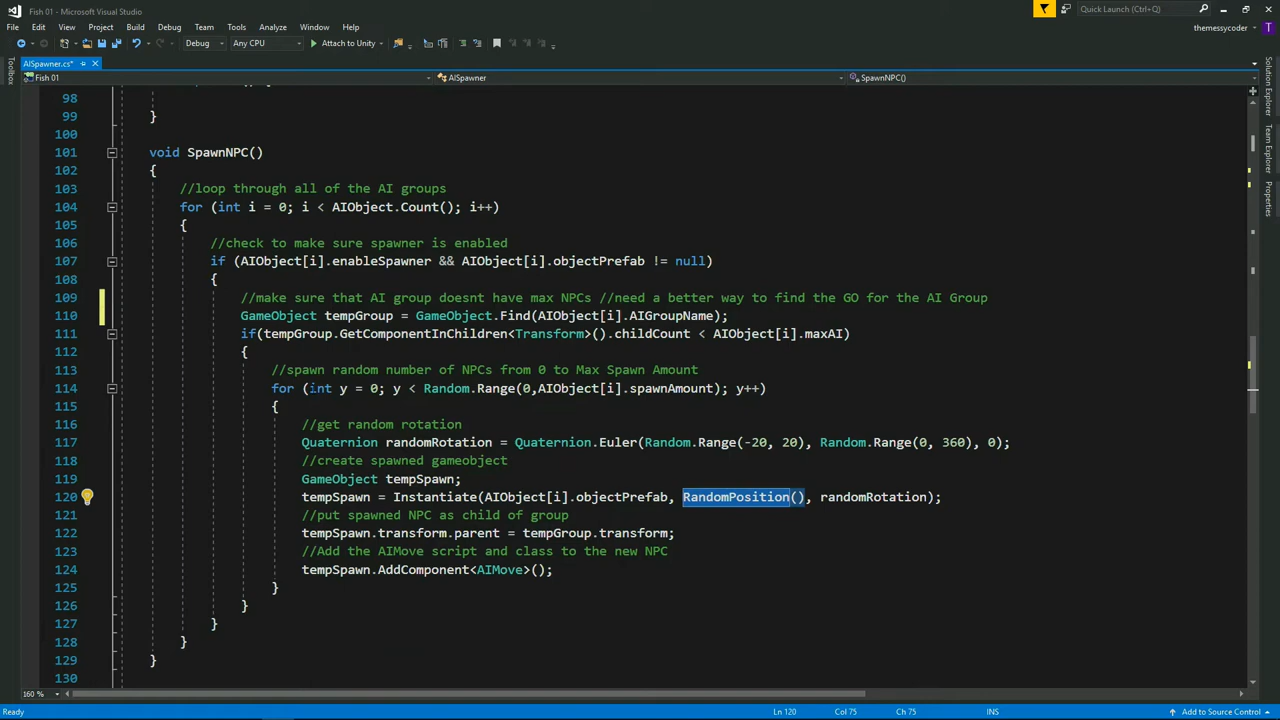 Fish 01 - Microsoft Visual Studio
Quick Launch (Ctrl+Q)
File Edit View Project Build Debug Team Tools Analyze Window Help
themessycoder T
Debug Any CPU Attach to Unity
AISpawner.cs*
Fish 01 AISpawner SpawnNPC()
Toolbox
Solution Explorer
Team Explorer
Properties
98
99 }
100
101 void SpawnNPC()
102 {
103 //loop through all of the AI groups
104 for (int i = 0; i < AIObject.Count(); i++)
105 {
106 //check to make sure spawner is enabled
107 if (AIObject[i].enableSpawner && AIObject[i].objectPrefab != null)
108 {
109 //make sure that AI group doesnt have max NPCs //need a better way to find the GO for the AI Group
110 GameObject tempGroup = GameObject.Find(AIObject[i].AIGroupName);
111 if(tempGroup.GetComponentInChildren<Transform>().childCount < AIObject[i].maxAI)
112 {
113 //spawn random number of NPCs from 0 to Max Spawn Amount
114 for (int y = 0; y < Random.Range(0,AIObject[i].spawnAmount); y++)
115 {
116 //get random rotation
117 Quaternion randomRotation = Quaternion.Euler(Random.Range(-20, 20), Random.Range(0, 360), 0);
118 //create spawned gameobject
119 GameObject tempSpawn;
120 tempSpawn = Instantiate(AIObject[i].objectPrefab, RandomPosition(), randomRotation);
121 //put spawned NPC as child of group
122 tempSpawn.transform.parent = tempGroup.transform;
123 //Add the AIMove script and class to the new NPC
124 tempSpawn.AddComponent<AIMove>();
125 }
126 }
127 }
128 }
129 }
130
160 %
Ready Ln 120 Col 75 Ch 75 INS Add to Source Control